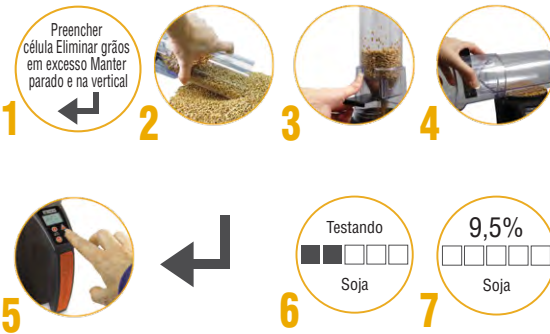 Preencher
célula Eliminar grãos
em excesso Manter
parado e na vertical
1
2
3
4
5
Testando
Soja
6
9,5%
Soja
7